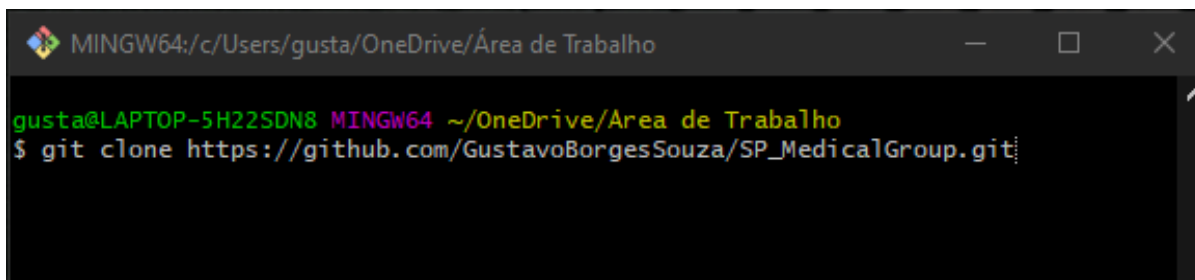 MINGW64:/c/Users/gusta/OneDrive/Área de Trabalho
gusta@LAPTOP-5H22SDN8 MINGW64 ~/OneDrive/Área de Trabalho
$ git clone https://github.com/GustavoBorgesSouza/SP_MedicalGroup.git